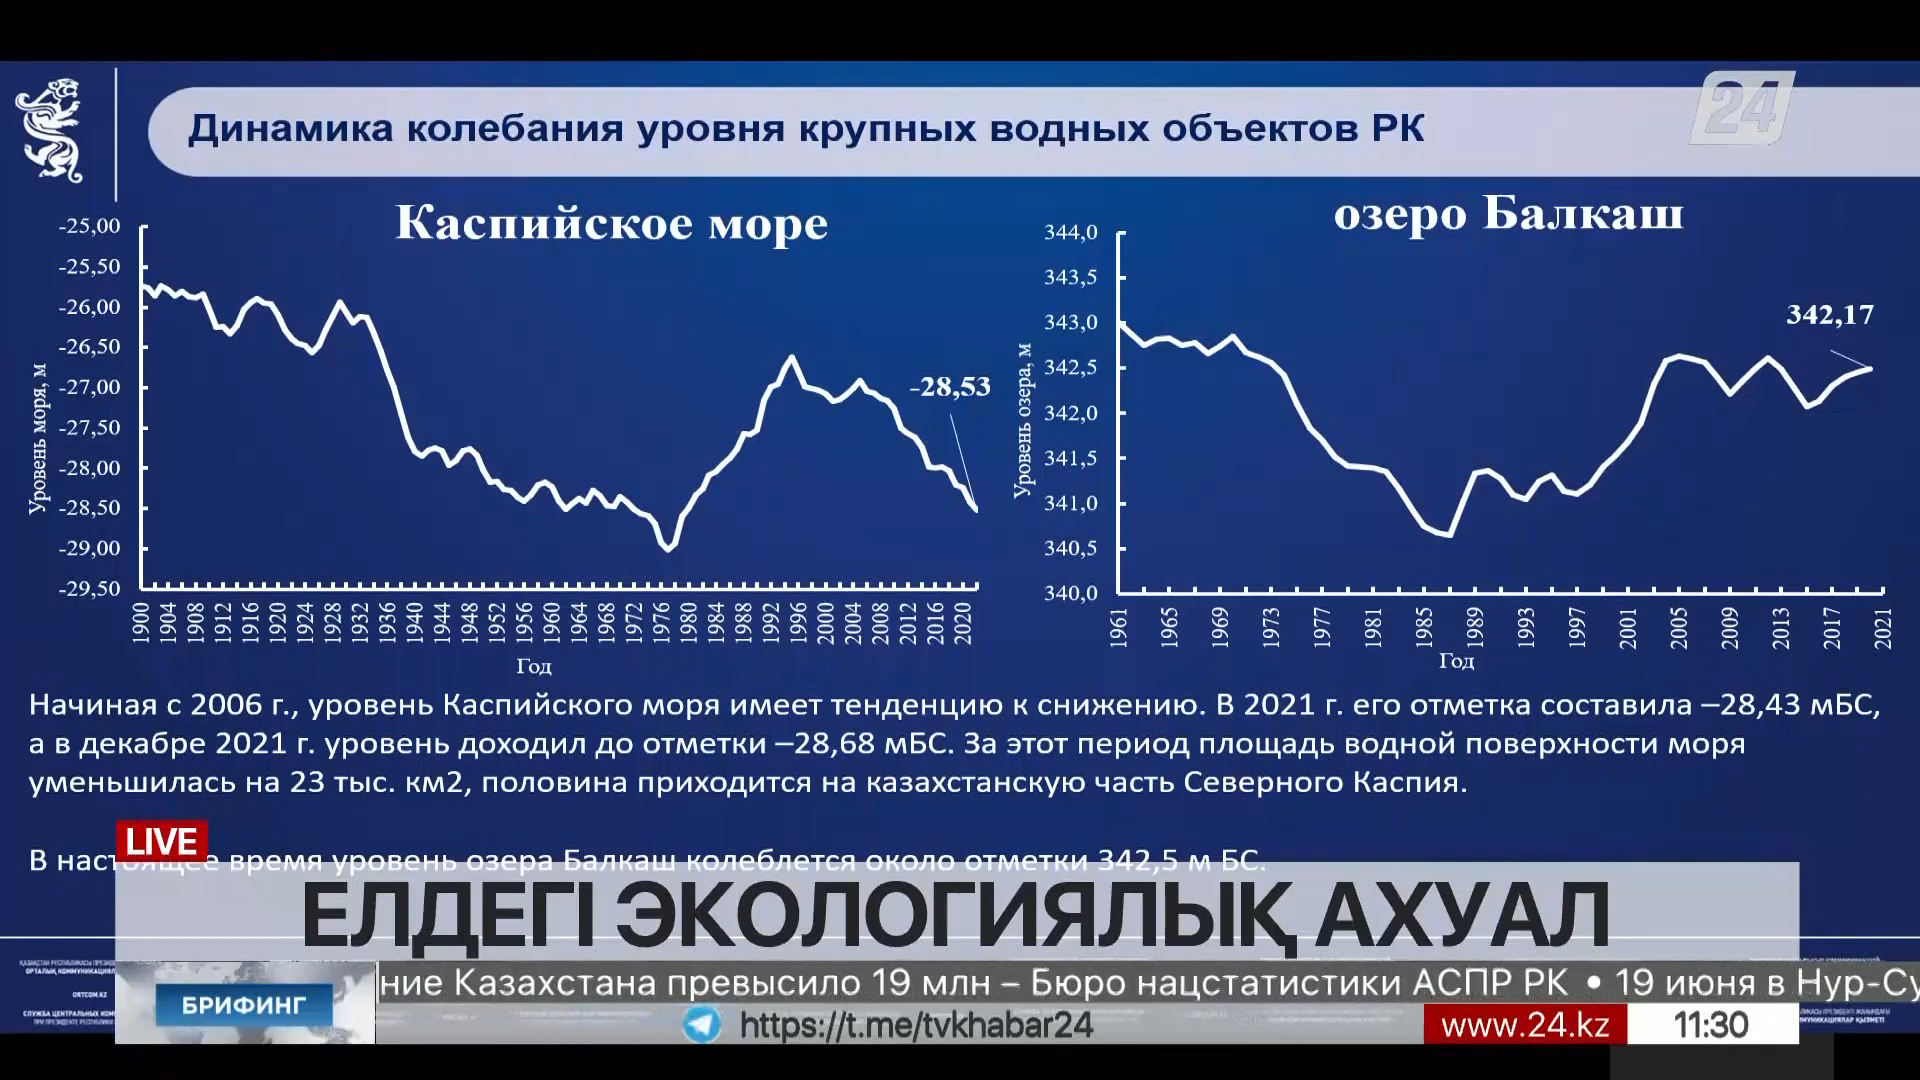 Динамика колебания уровня крупных водных объектов РК
24
Каспийское море
-25,00
-25,50
-26,00
-26,50
-27,00
-27,50
-28,00
-28,50
-29,00
-29,50
Уровень моря, м
-28,53
1900 1904 1908 1912 1916 1920 1924 1928 1932 1936 1940 1944 1948 1952 1956 1960 1964 1968 1972 1976 1980 1984 1988 1992 1996 2000 2004 2008 2012 2016 2020
Год
озеро Балкаш
344,0
343,5
343,0
342,5
342,0
341,5
341,0
340,5
340,0
Уровень озера, м
342,17
1961 1965 1969 1973 1977 1981 1985 1989 1993 1997 2001 2005 2009 2013 2017 2021
Год
Начиная с 2006 г., уровень Каспийского моря имеет тенденцию к снижению. В 2021 г. его отметка составила –28,43 мБС,
а в декабре 2021 г. уровень доходил до отметки –28,68 мБС. За этот период площадь водной поверхности моря
уменьшилась на 23 тыс. км2, половина приходится на казахстанскую часть Северного Каспия.
LIVE
В настоящее время уровень озера Балкаш колеблется около отметки 342,5 м БС.
ЕЛДЕГІ ЭКОЛОГИЯЛЫҚ АХУАЛ
ORTCOM.KZ
БРИФИНГ
ние Казахстана превысило 19 млн – Бюро нацстатистики АСПР РК • 19 июня в Нур-Су
https://t.me/tvkhabar24
www.24.kz
11:30